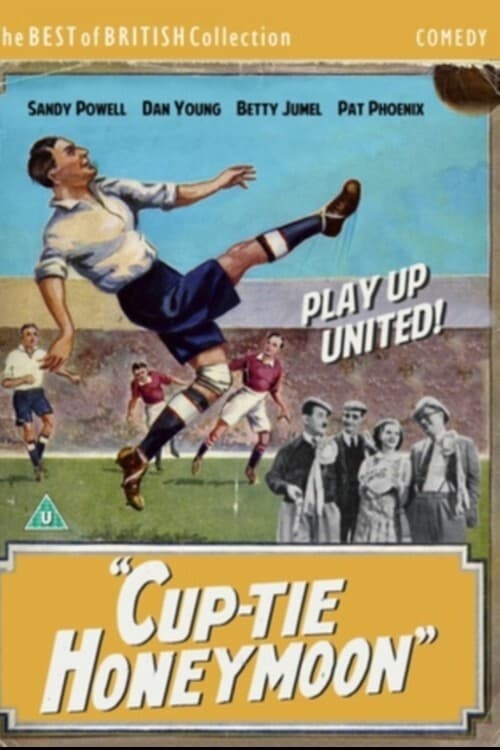 he BEST of BRITISH Collection COMEDY
SANDY POWELL DAN YOUNG BETTY JUMEL PAT PHOENIX
PLAY UP
UNITED!
U
"CUP-TIE
HONEYMOON"